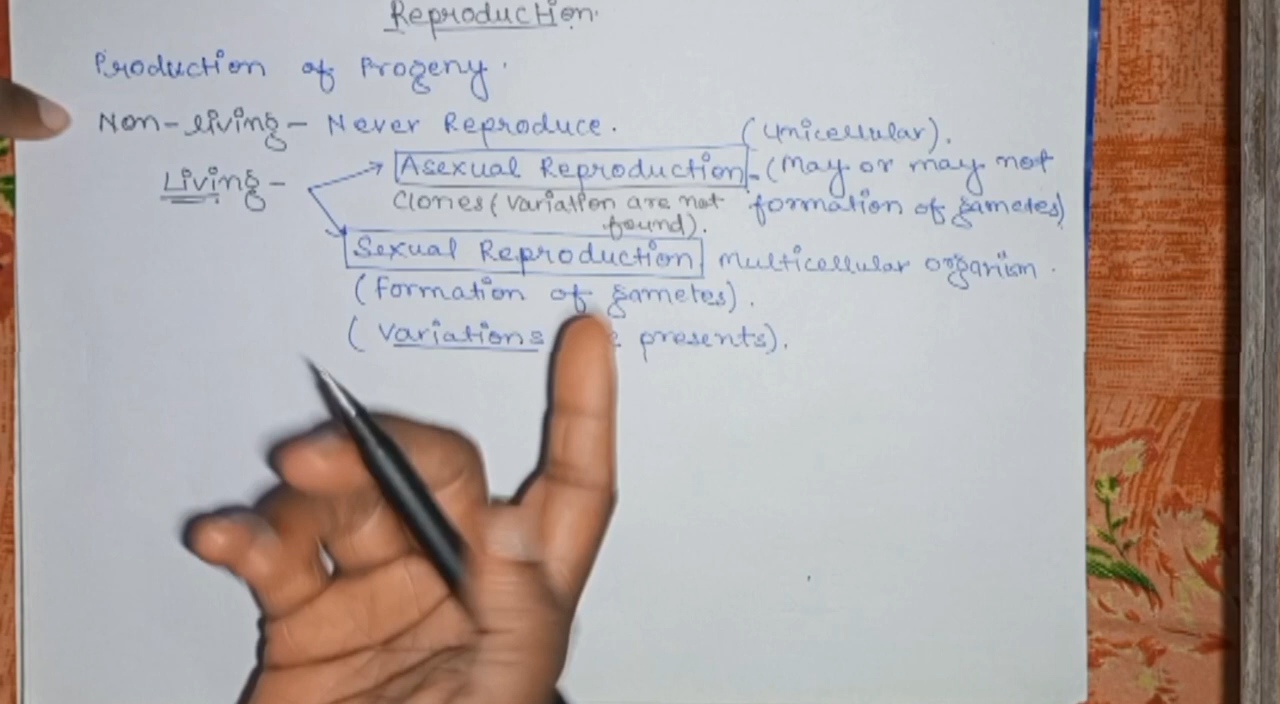 Reproduction.
Production of Progeny.
Non-living - Never Reproduce.
(Unicellular).
Living - Asexual Reproduction - (May or may not
Clones (Variation are not formation of gametes)
found).
Sexual Reproduction Multicellular organism.
(formation of gametes).
(Variations presents).